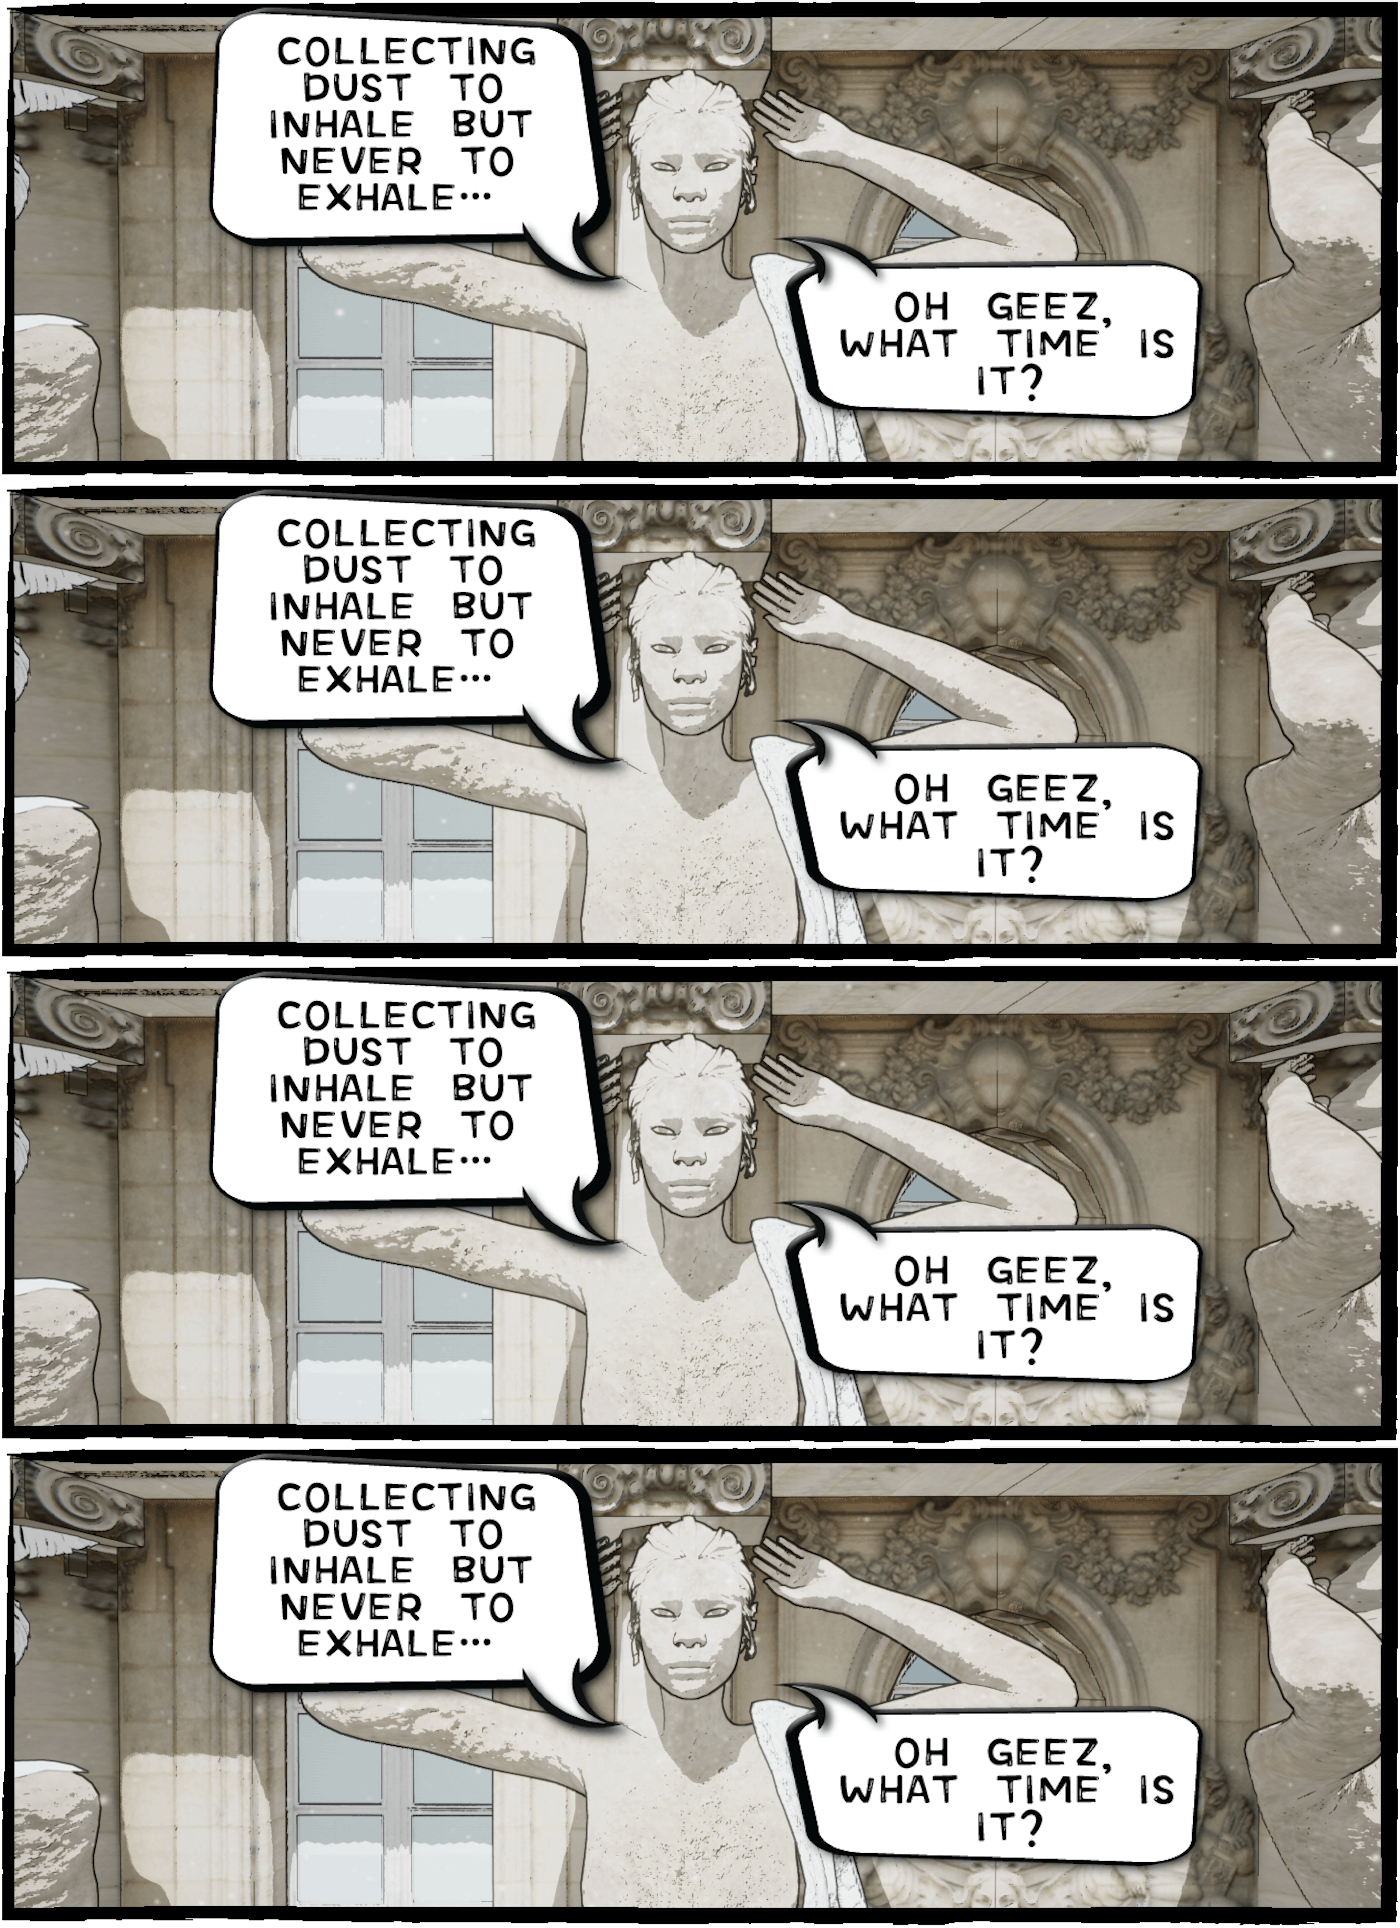 COLLECTING
DUST TO
INHALE BUT
NEVER TO
EXHALE...
OH GEEZ,
WHAT TIME IS
IT?
COLLECTING
DUST TO
INHALE BUT
NEVER TO
EXHALE...
OH GEEZ,
WHAT TIME IS
IT?
COLLECTING
DUST TO
INHALE BUT
NEVER TO
EXHALE...
OH GEEZ,
WHAT TIME IS
IT?
COLLECTING
DUST TO
INHALE BUT
NEVER TO
EXHALE...
OH GEEZ,
WHAT TIME IS
IT?